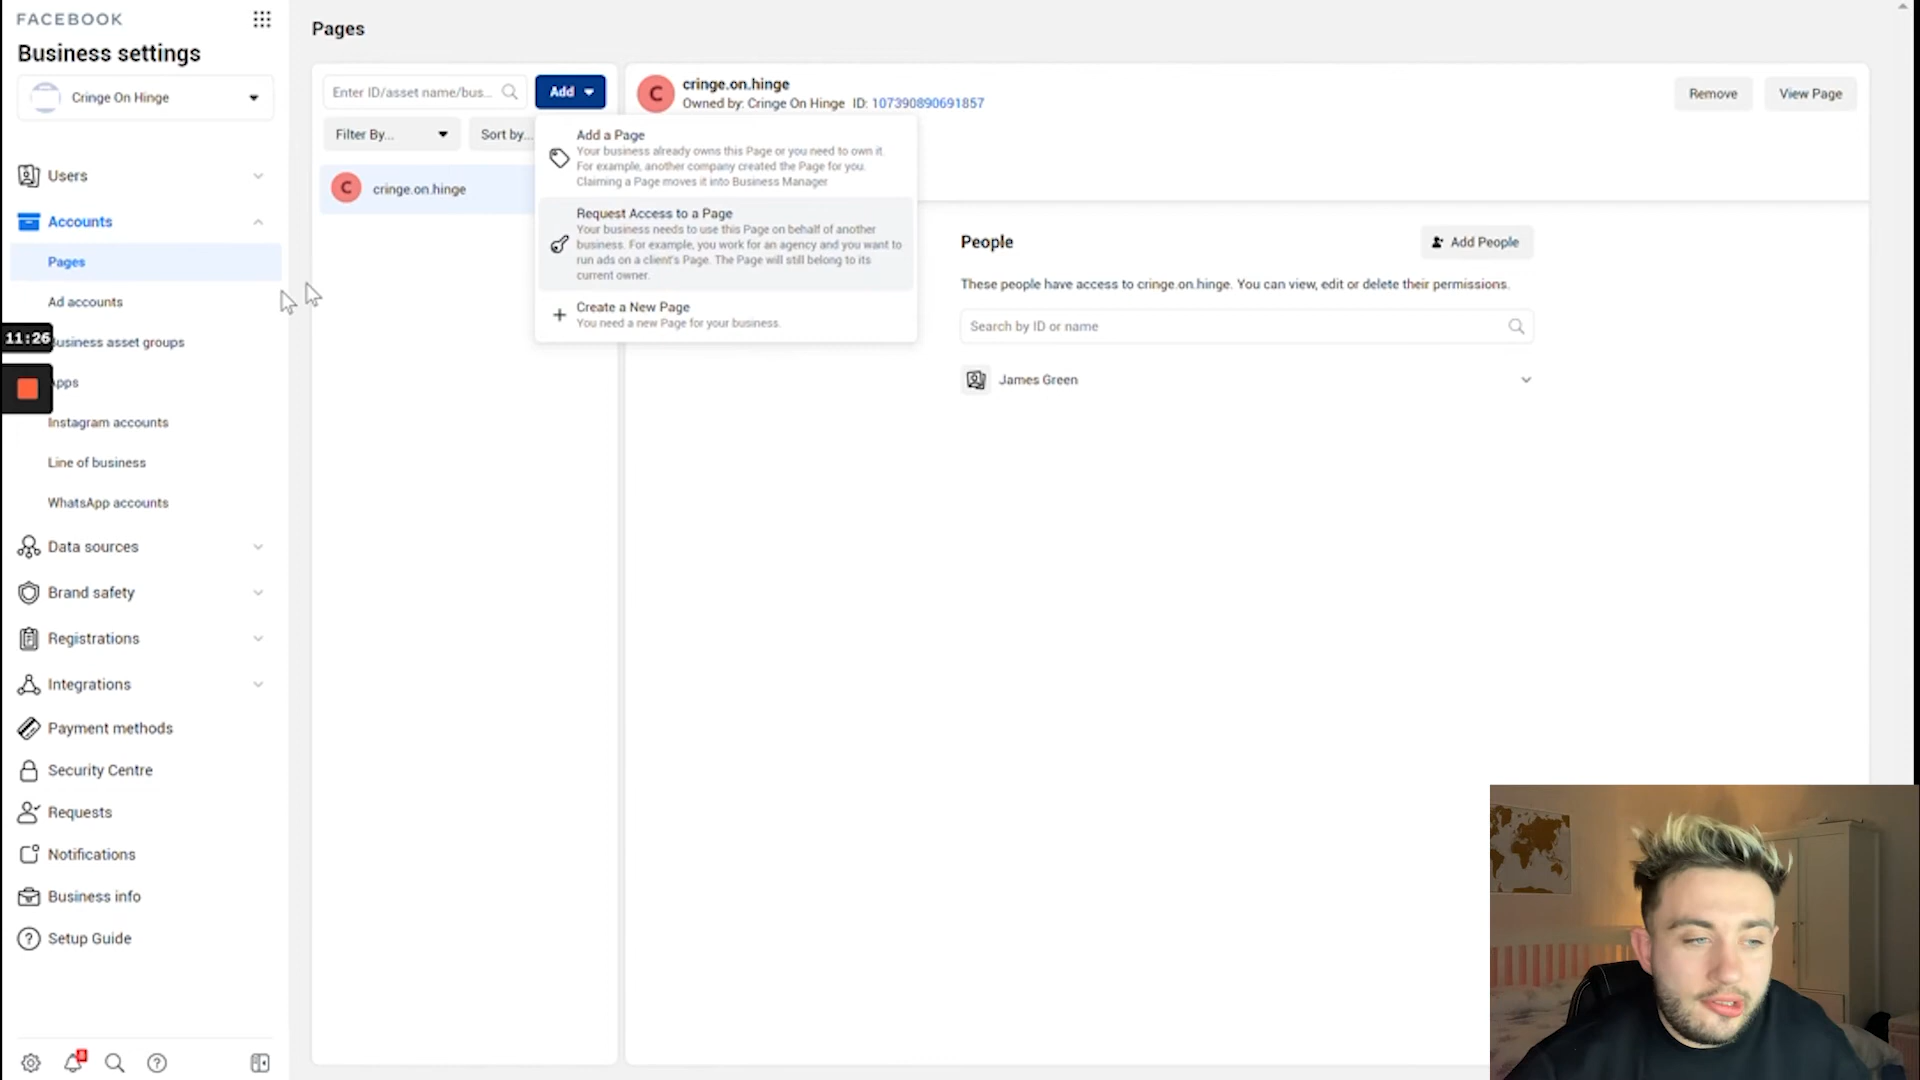 FACEBOOK
Business settings
Cringe On Hinge
Users
Accounts
Pages
Ad accounts
11:26
usiness asset groups
pps
Instagram accounts
Line of business
WhatsApp accounts
Data sources
Brand safety
Registrations
Integrations
Payment methods
Security Centre
Requests
Notifications
Business info
Setup Guide
Pages
Enter ID/asset name/bus...
Add
Filter By...
Sort by...
C
cringe.on.hinge
Add a Page
Your business already owns this Page or you need to own it.
For example, another company created the Page for you.
Claiming a Page moves it into Business Manager
Request Access to a Page
Your business needs to use this Page on behalf of another
business. For example, you work for an agency and you want to
run ads on a client's Page. The Page will still belong to its
current owner.
Create a New Page
You need a new Page for your business.
C
cringe.on.hinge
Owned by: Cringe On Hinge ID: 107390890691857
Remove
View Page
People
Add People
These people have access to cringe.on.hinge. You can view, edit or delete their permissions.
Search by ID or name
James Green